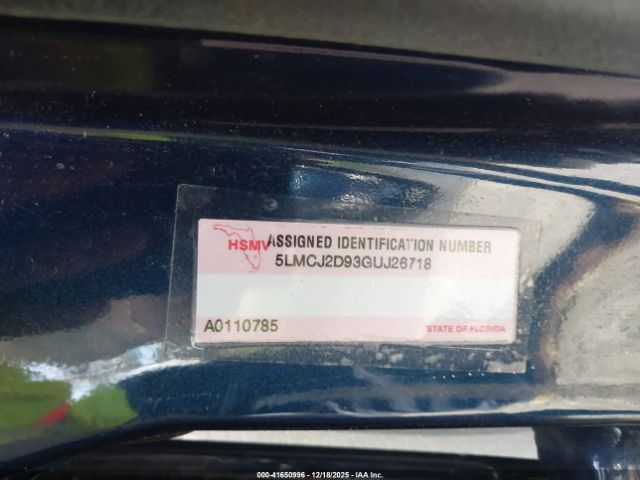 HSMV ASSIGNED IDENTIFICATION NUMBER
5LMCJ2D93GUJ26718
A0110785 STATE OF FLORIDA
000-41650996 - 12/18/2025 - IAA INC.